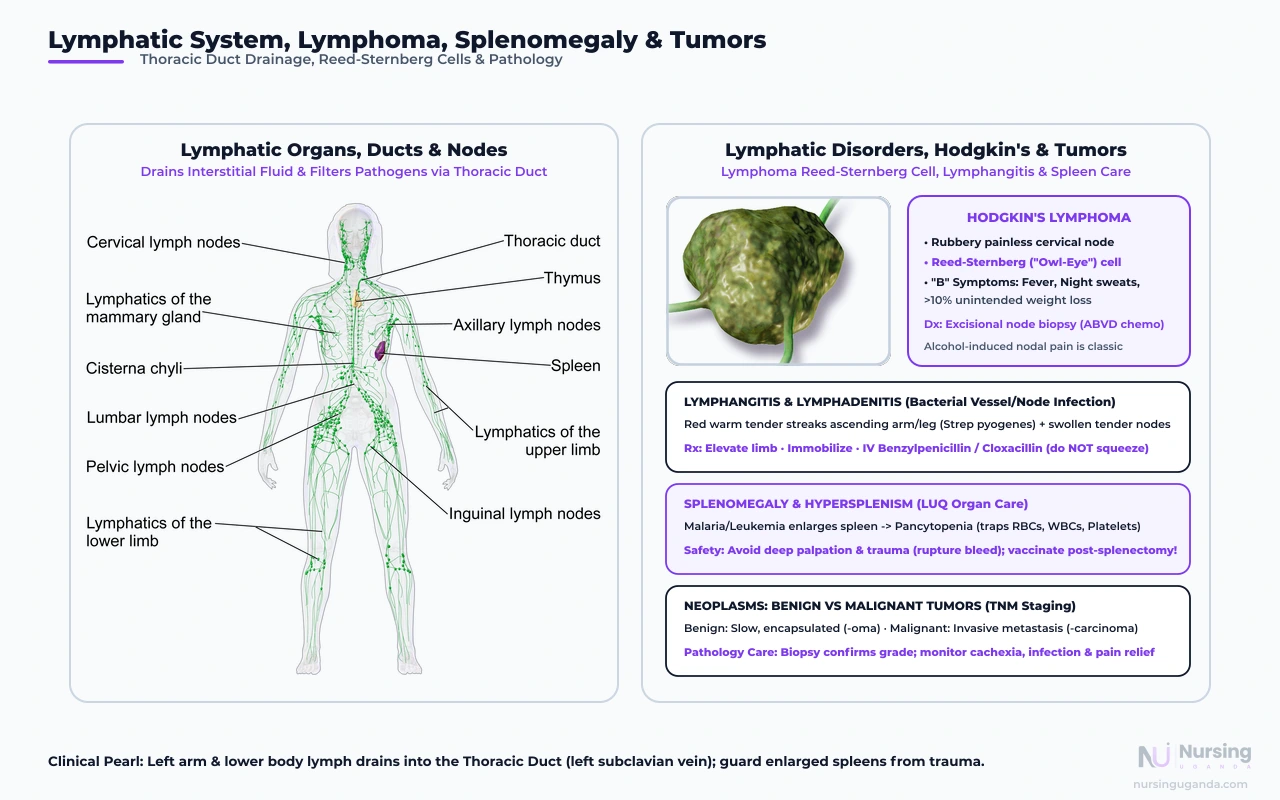 Lymphatic System, Lymphoma, Splenomegaly & Tumors
Thoracic Duct Drainage, Reed-Sternberg Cells & Pathology
Lymphatic Organs, Ducts & Nodes
Drains Interstitial Fluid & Filters Pathogens via Thoracic Duct
Cervical lymph nodes
Lymphatics of the
mammary gland
Cisterna chyli
Lumbar lymph nodes
Pelvic lymph nodes
Lymphatics of the
lower limb
Thoracic duct
Thymus
Axillary lymph nodes
Spleen
Lymphatics of the
upper limb
Inguinal lymph nodes
Lymphatic Disorders, Hodgkin's & Tumors
Lymphoma Reed-Sternberg Cell, Lymphangitis & Spleen Care
HODGKIN'S LYMPHOMA
• Rubbery painless cervical node
• Reed-Sternberg ("Owl-Eye") cell
• "B" Symptoms: Fever, Night sweats,
>10% unintended weight loss
Dx: Excisional node biopsy (ABVD chemo)
Alcohol-induced nodal pain is classic
LYMPHANGITIS & LYMPHADENITIS (Bacterial Vessel/Node Infection)
Red warm tender streaks ascending arm/leg (Strep pyogenes) + swollen tender nodes
Rx: Elevate limb · Immobilize · IV Benzylpenicillin / Cloxacillin (do NOT squeeze)
SPLENOMEGALY & HYPERSPLENISM (LUQ Organ Care)
Malaria/Leukemia enlarges spleen -> Pancytopenia (traps RBCs, WBCs, Platelets)
Safety: Avoid deep palpation & trauma (rupture bleed); vaccinate post-splenectomy!
NEOPLASMS: BENIGN VS MALIGNANT TUMORS (TNM Staging)
Benign: Slow, encapsulated (-oma) · Malignant: Invasive metastasis (-carcinoma)
Pathology Care: Biopsy confirms grade; monitor cachexia, infection & pain relief
Clinical Pearl: Left arm & lower body lymph drains into the Thoracic Duct (left subclavian vein); guard enlarged spleens from trauma.
NU Nursing
UGANDA
nursinguganda.com